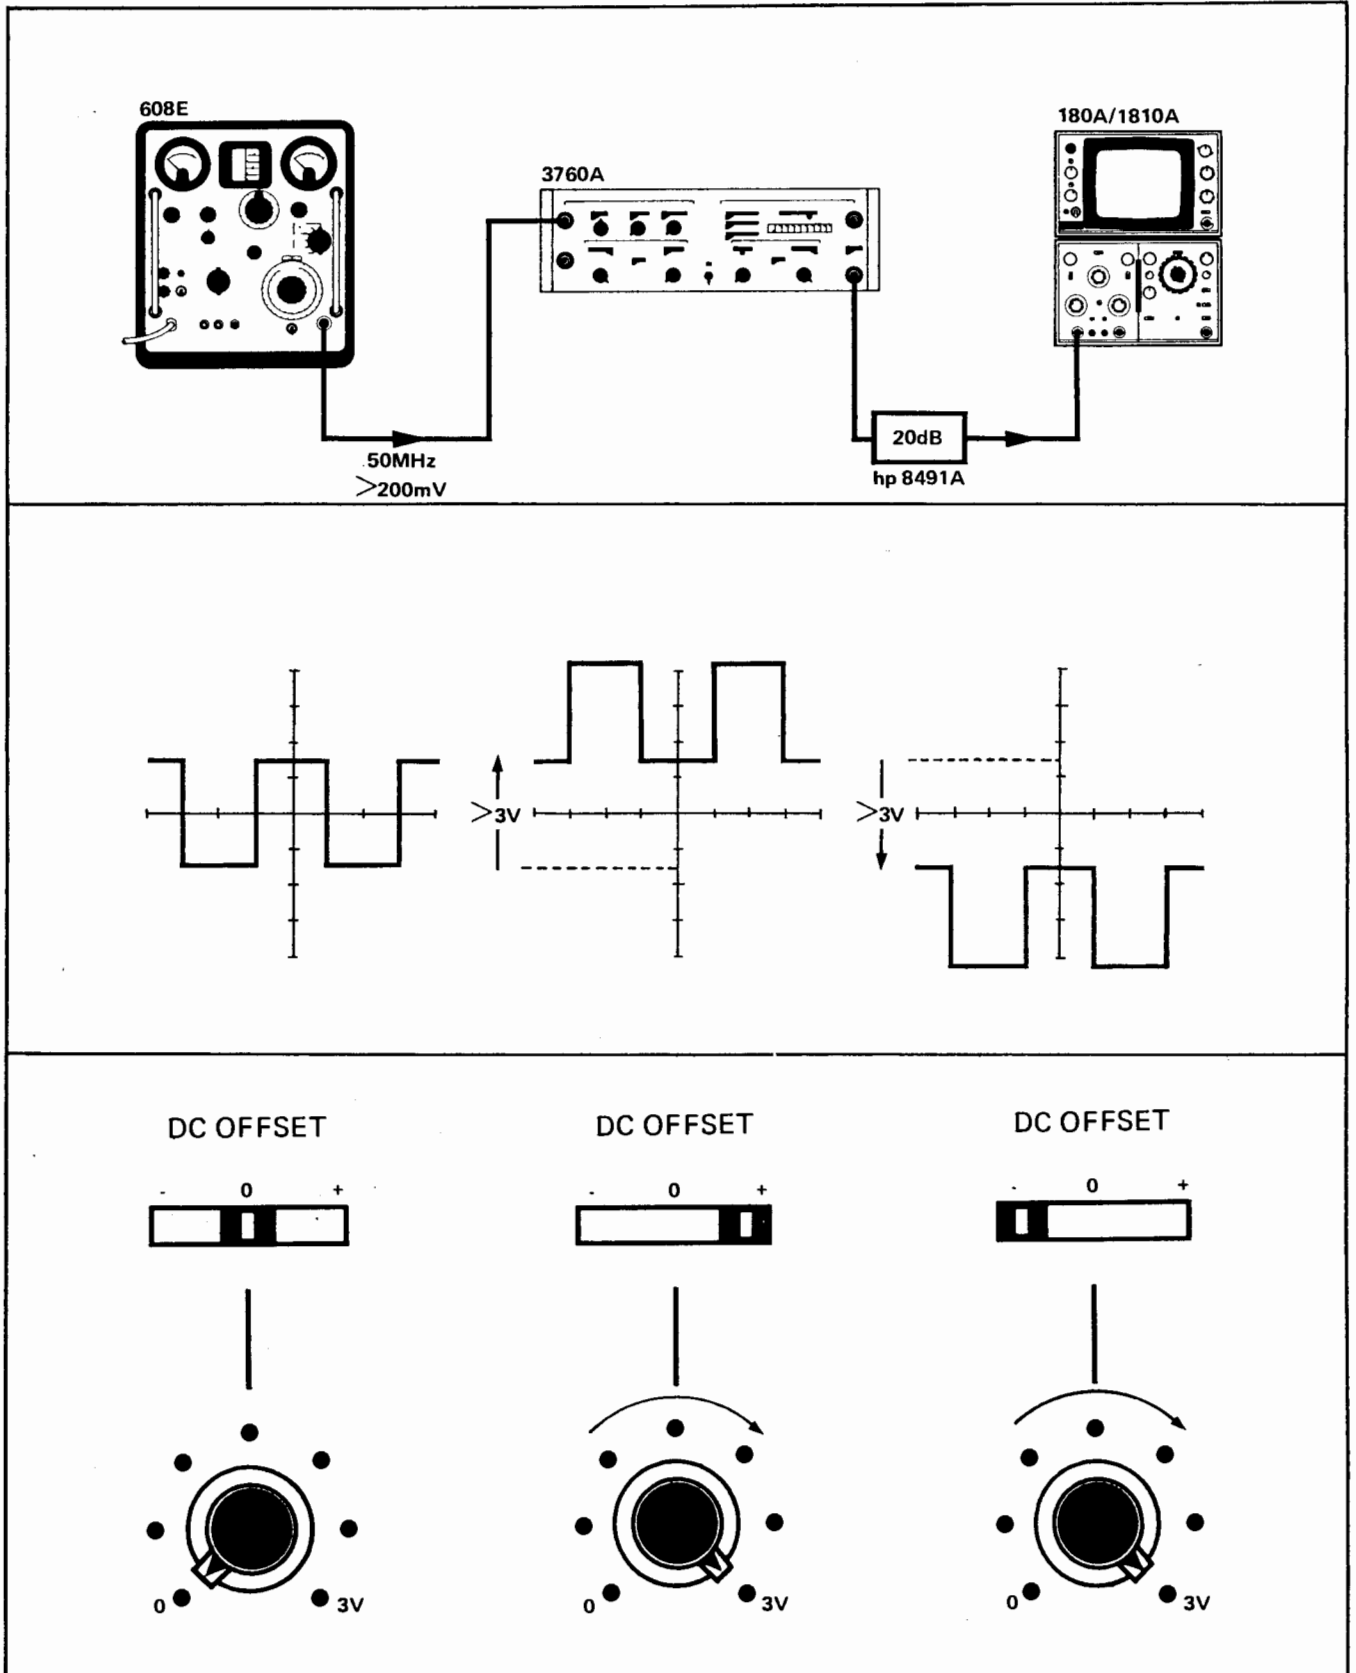 608E
180A/1810A
3760A
20dB
50MHz
>200mV
hp 8491A
>3V
>3V
DC OFFSET
DC OFFSET
DC OFFSET
- 0 +
- 0 +
- 0 +
0 3V
0 3V
0 3V